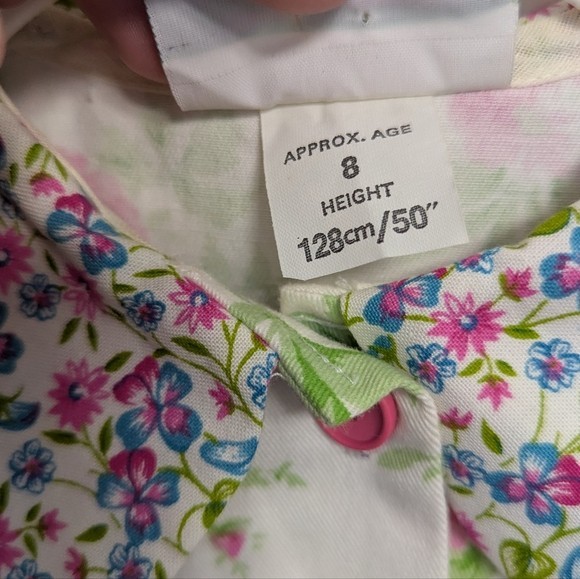 APPROX. AGE
8
HEIGHT
128cm/50"